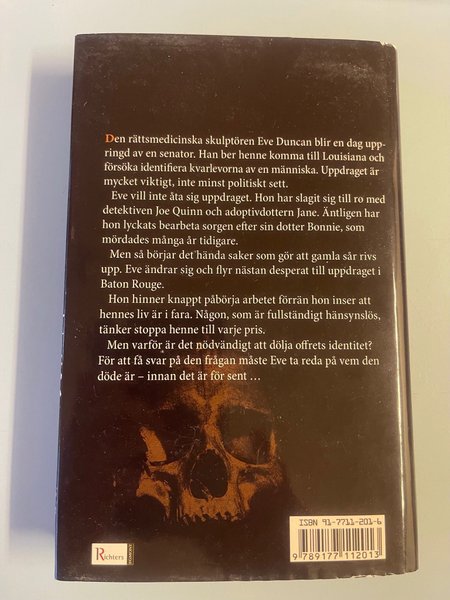 Den rättsmedicinska skulptören Eve Duncan blir en dag upp-
ringd av en senator. Han ber henne komma till Louisiana och
försöka identifiera kvarlevorna av en människa. Uppdraget är
mycket viktigt, inte minst politiskt sett.
Eve vill inte åta sig uppdraget. Hon har slagit sig till ro med
detektiven Joe Quinn och adoptivdottern Jane. Äntligen har
hon lyckats bearbeta sorgen efter sin dotter Bonnie, som
mördades många år tidigare.
Men så börjar det hända saker som gör att gamla sår rivs
upp. Eve ändrar sig och flyr nästan desperat till uppdraget i
Baton Rouge.
Hon hinner knappt påbörja arbetet förrän hon inser att
hennes liv är i fara. Någon, som är fullständigt hänsynslös,
tänker stoppa henne till varje pris.
Men varför är det nödvändigt att dölja offrets identitet?
För att få svar på den frågan måste Eve ta reda på vem den
döde är – innan det är för sent ...
ISBN 91-7711-201-6
9 789177 112013
Richters